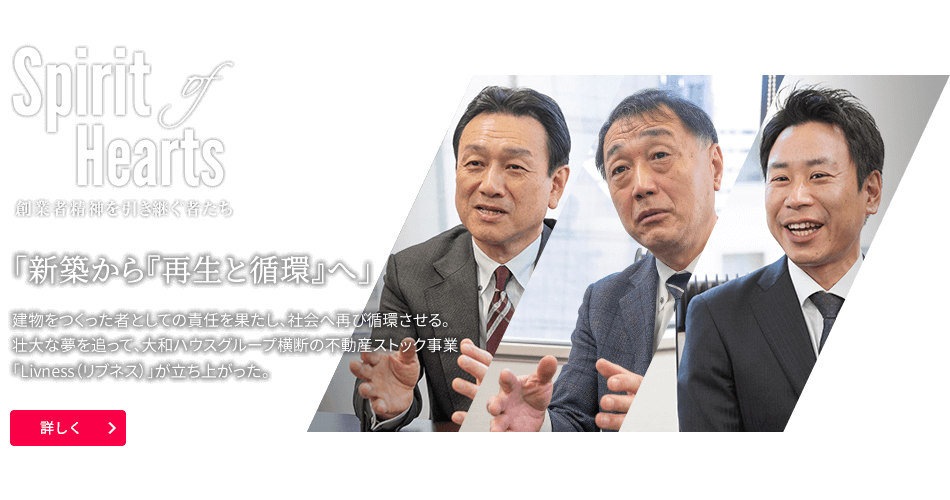 Spirit of
Hearts
創業者精神を引き継ぐ者たち
「新築から『再生と循環』へ」
建物をつくった者としての責任を果たし、社会へ再び循環させる。
壮大な夢を追って、大和ハウスグループ横断の不動産ストック事業
「Livness（リブネス）」が立ち上がった。
詳しく